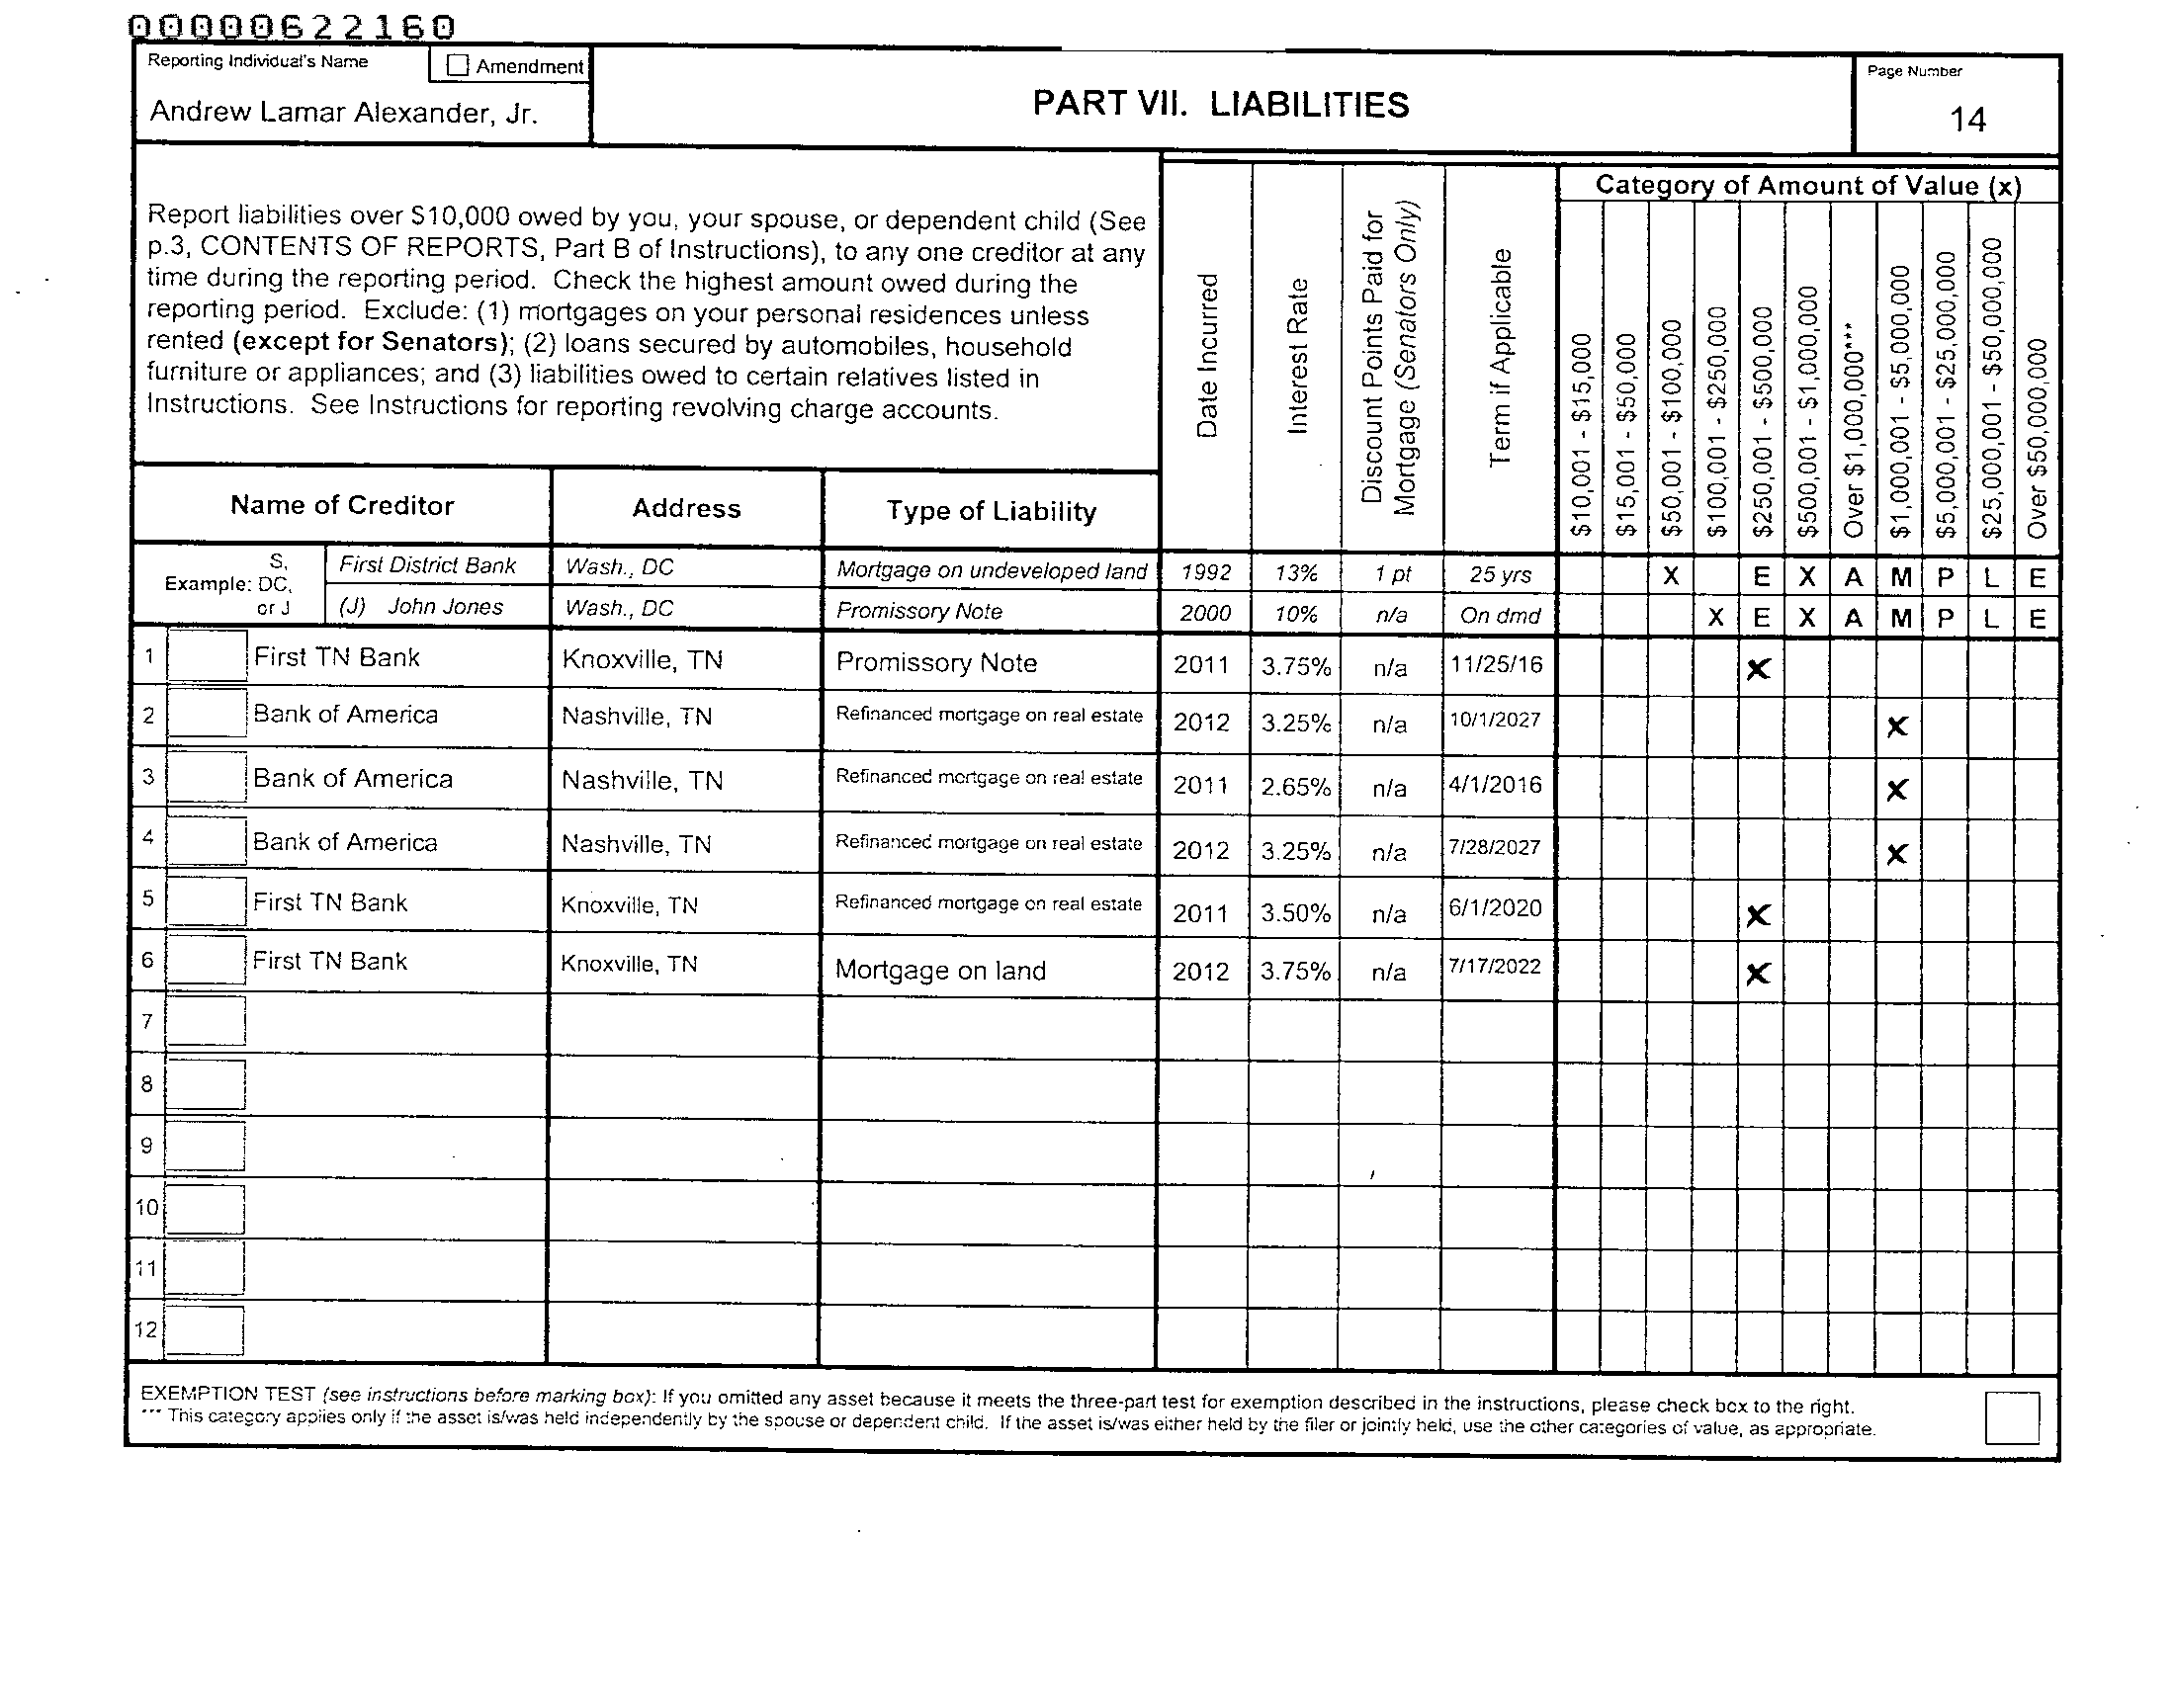 00000622160
Reporting Individual's Name
Amendment
Andrew Lamar Alexander, Jr.
PART VII. LIABILITIES
Page Number
14
Report liabilities over $10,000 owed by you, your spouse, or dependent child (See
p.3, CONTENTS OF REPORTS, Part B of Instructions), to any one creditor at any
time during the reporting period. Check the highest amount owed during the
reporting period. Exclude: (1) mortgages on your personal residences unless
rented (except for Senators); (2) loans secured by automobiles, household
furniture or appliances; and (3) liabilities owed to certain relatives listed in
Instructions. See Instructions for reporting revolving charge accounts.
Date Incurred
Interest Rate
Discount Points Paid for
Mortgage (Senators Only)
Term if Applicable
Category of Amount of Value (x)
$10,001 - $15,000
$15,001 - $50,000
$50,001 - $100,000
$100,001 - $250,000
$250,001 - $500,000
$500,001 - $1,000,000
Over $1,000,000***
$1,000,001 - $5,000,000
$5,000,001 - $25,000,000
$25,000,001 - $50,000,000
Over $50,000,000
Name of Creditor Address Type of Liability
Example: S, DC, or J
First District Bank Wash., DC Mortgage on undeveloped land 1992 13% 1 pt 25 yrs X E X A M P L E
(J) John Jones Wash., DC Promissory Note 2000 10% n/a On dmd X E X A M P L E
1 First TN Bank Knoxville, TN Promissory Note 2011 3.75% n/a 11/25/16 X
2 Bank of America Nashville, TN Refinanced mortgage on real estate 2012 3.25% n/a 10/1/2027 X
3 Bank of America Nashville, TN Refinanced mortgage on real estate 2011 2.65% n/a 4/1/2016 X
4 Bank of America Nashville, TN Refinanced mortgage on real estate 2012 3.25% n/a 7/28/2027 X
5 First TN Bank Knoxville, TN Refinanced mortgage on real estate 2011 3.50% n/a 6/1/2020 X
6 First TN Bank Knoxville, TN Mortgage on land 2012 3.75% n/a 7/17/2022 X
7
8
9
10
11
12
EXEMPTION TEST (see instructions before marking box): If you omitted any asset because it meets the three-part test for exemption described in the instructions, please check box to the right.
*** This category applies only if the asset is/was held independently by the spouse or dependent child. If the asset is/was either held by the filer or jointly held, use the other categories of value, as appropriate.